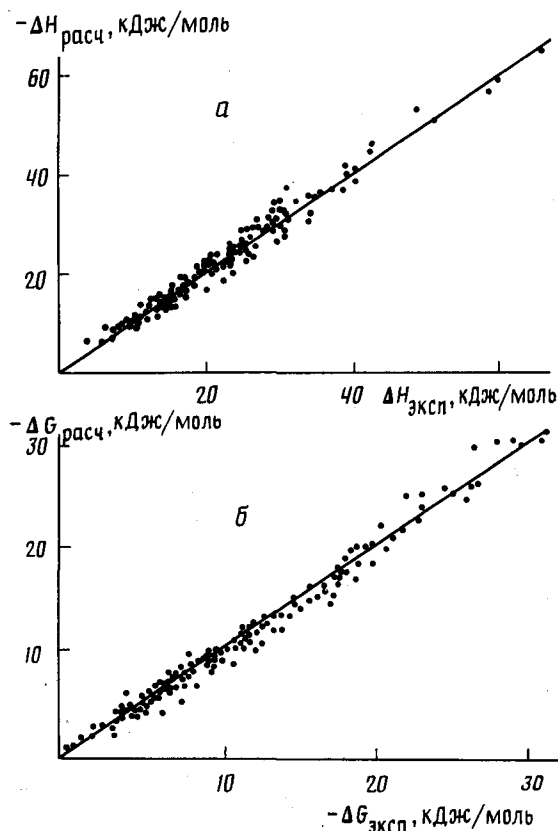 -ΔH расч, кДж/моль
60
а
40
20
20 40 ΔH эксп, кДж/моль
-ΔG расч, кДж/моль
30
б
20
10
10 20 30
-ΔG эксп, кДж/моль